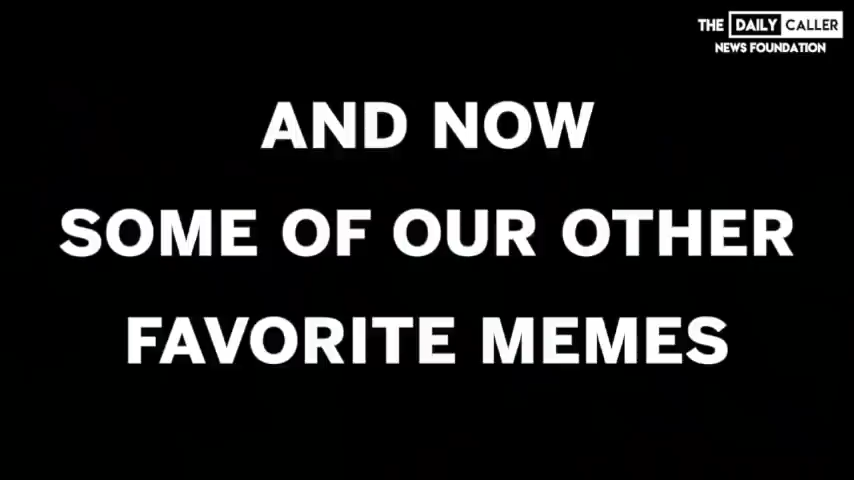 THE DAILY CALLER
NEWS FOUNDATION
AND NOW
SOME OF OUR OTHER
FAVORITE MEMES